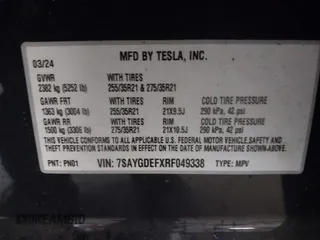 MFD BY TESLA, INC.
03/24
GVWR WITH TIRES
2382 kg (5252 lb) 255/35R21 & 275/35R21
GAWR FRT WITH TIRES RIM COLD TIRE PRESSURE
1363 kg (3004 lb) 255/35R21 21X9.5J 290 kPa, 42 psi
GAWR RR WITH TIRES RIM COLD TIRE PRESSURE
1500 kg (3306 lb) 275/35R21 21X10.5J 290 kPa, 42 psi
THIS VEHICLE CONFORMS TO ALL APPLICABLE U.S. FEDERAL MOTOR
VEHICLE SAFETY, BUMPER, AND THEFT PREVENTION STANDARDS IN
EFFECT ON THE DATE OF MANUFACTURE SHOWN ABOVE.
PNT: PN01 VIN: 7SAYGDEFXRF049338 TYPE: MPV